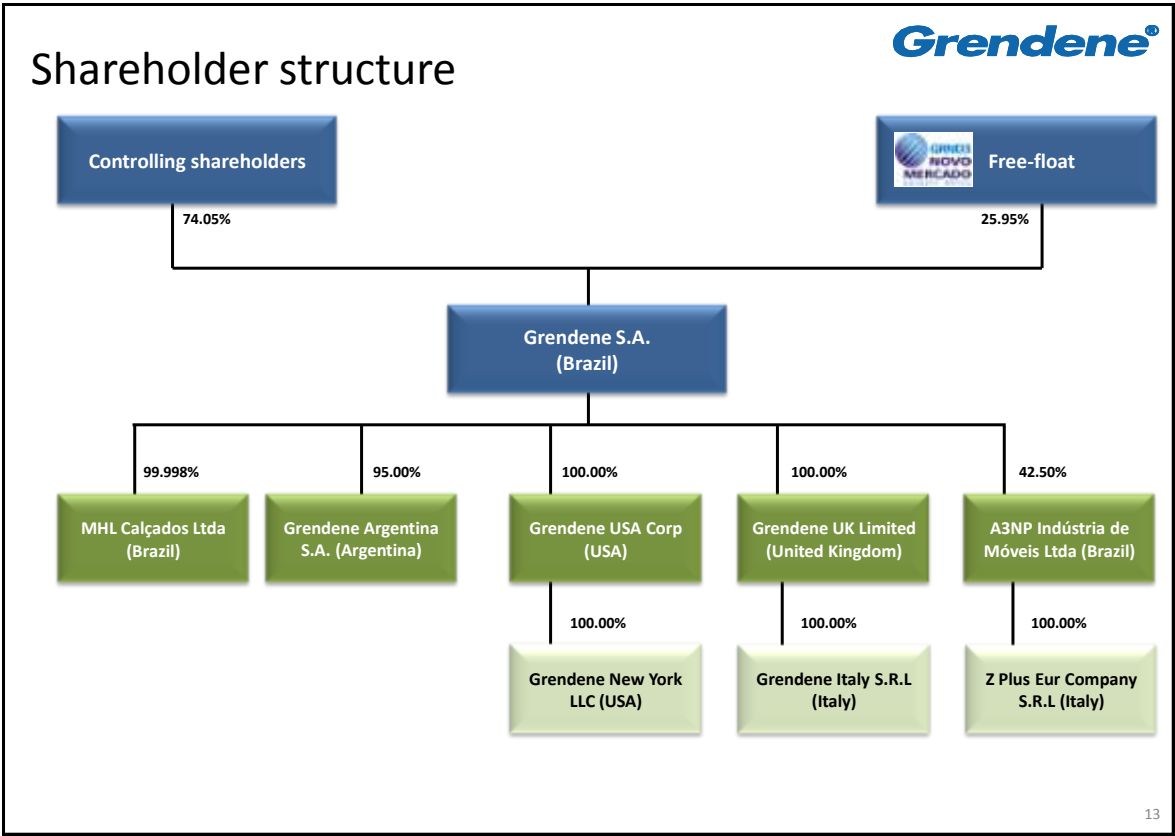 Grendene®
Shareholder structure
Controlling shareholders
NOVO
MERCADO
Free-float
74.05%
25.95%
Grendene S.A.
(Brazil)
99.998%
95.00%
100.00%
100.00%
42.50%
MHL Calçados Ltda
(Brazil)
Grendene Argentina
S.A. (Argentina)
Grendene USA Corp
(USA)
Grendene UK Limited
(United Kingdom)
A3NP Indústria de
Móveis Ltda (Brazil)
100.00%
100.00%
100.00%
Grendene New York
LLC (USA)
Grendene Italy S.R.L
(Italy)
Z Plus Eur Company
S.R.L (Italy)
13